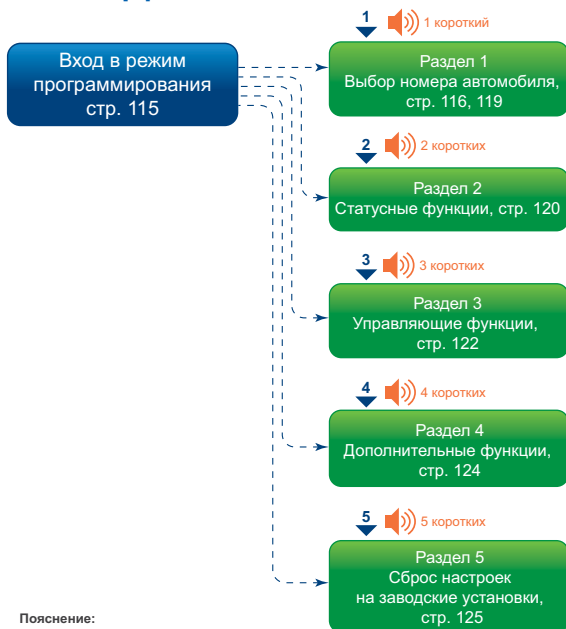 Вход в режим
программирования
стр. 115
1 1 короткий
Раздел 1
Выбор номера автомобиля,
стр. 116, 119
2 2 коротких
Раздел 2
Статусные функции, стр. 120
3 3 коротких
Раздел 3
Управляющие функции,
стр. 122
4 4 коротких
Раздел 4
Дополнительные функции,
стр. 124
5 5 коротких
Раздел 5
Сброс настроек
на заводские установки,
стр. 125
Пояснение: